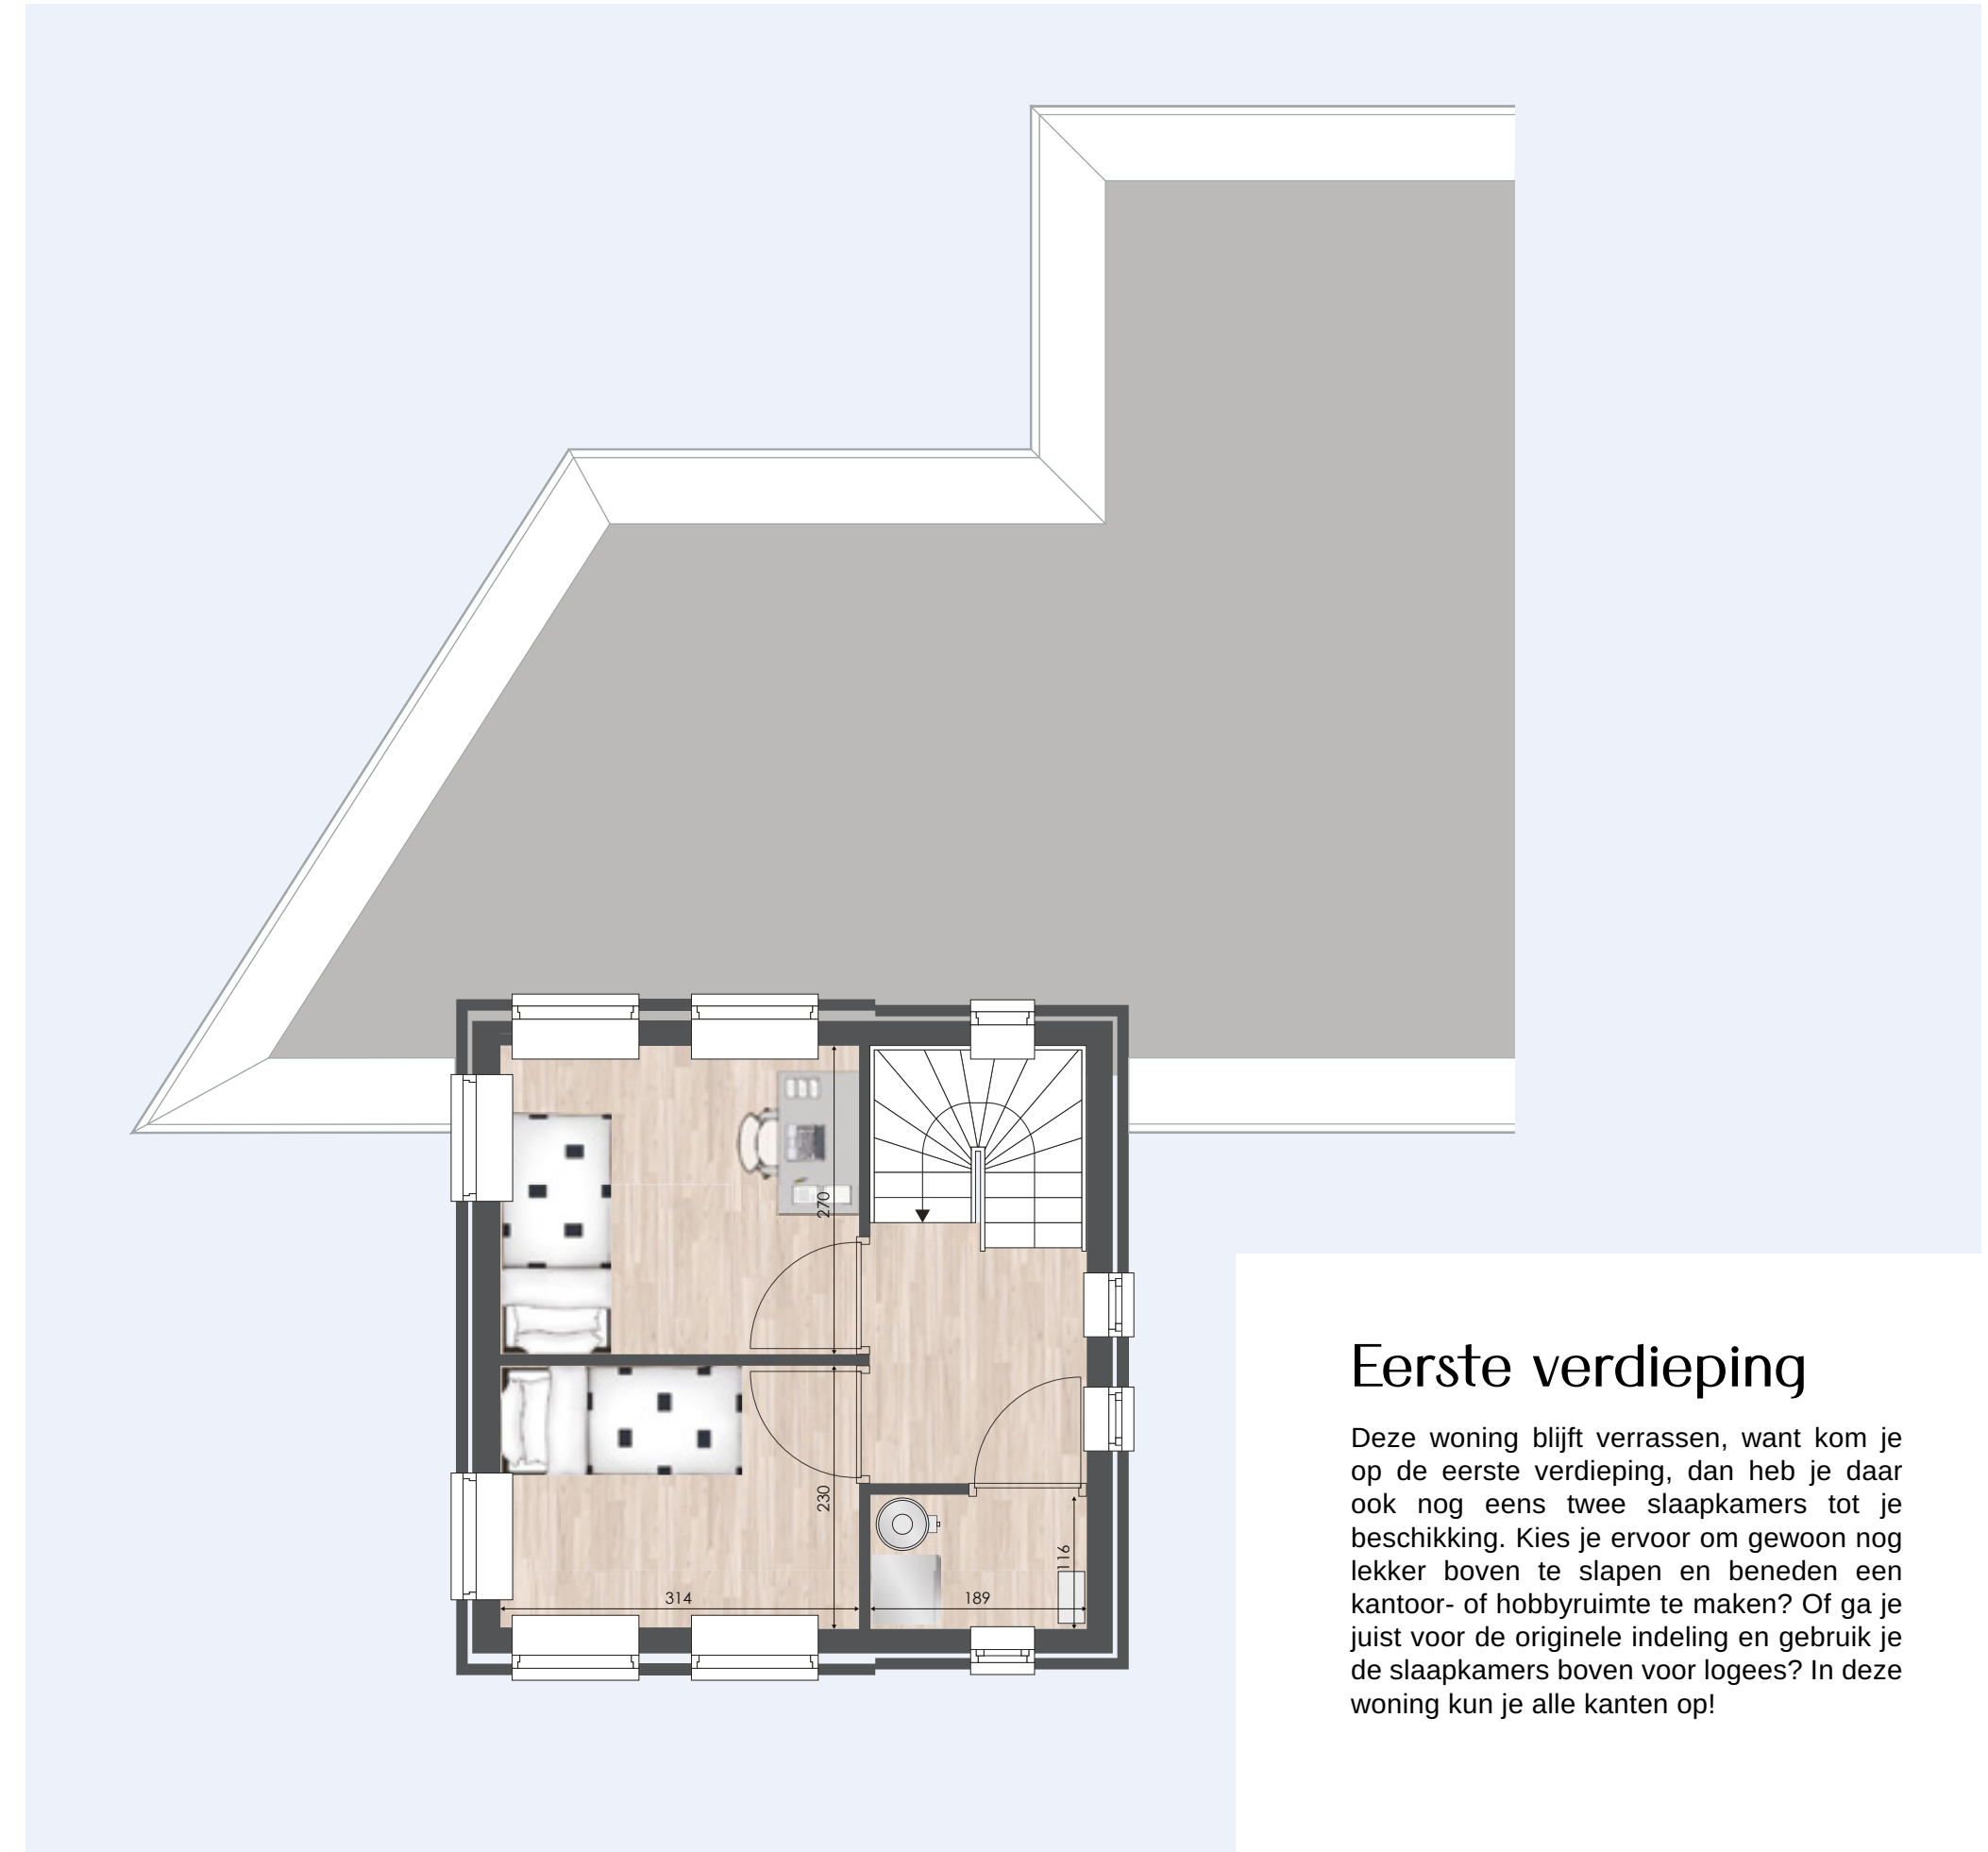 270
230
314
116
189
Eerste verdieping
Deze woning blijft verrassen, want kom je
op de eerste verdieping, dan heb je daar
ook nog eens twee slaapkamers tot je
beschikking. Kies je ervoor om gewoon nog
lekker boven te slapen en beneden een
kantoor- of hobbyruimte te maken? Of ga je
juist voor de originele indeling en gebruik je
de slaapkamers boven voor logees? In deze
woning kun je alle kanten op!